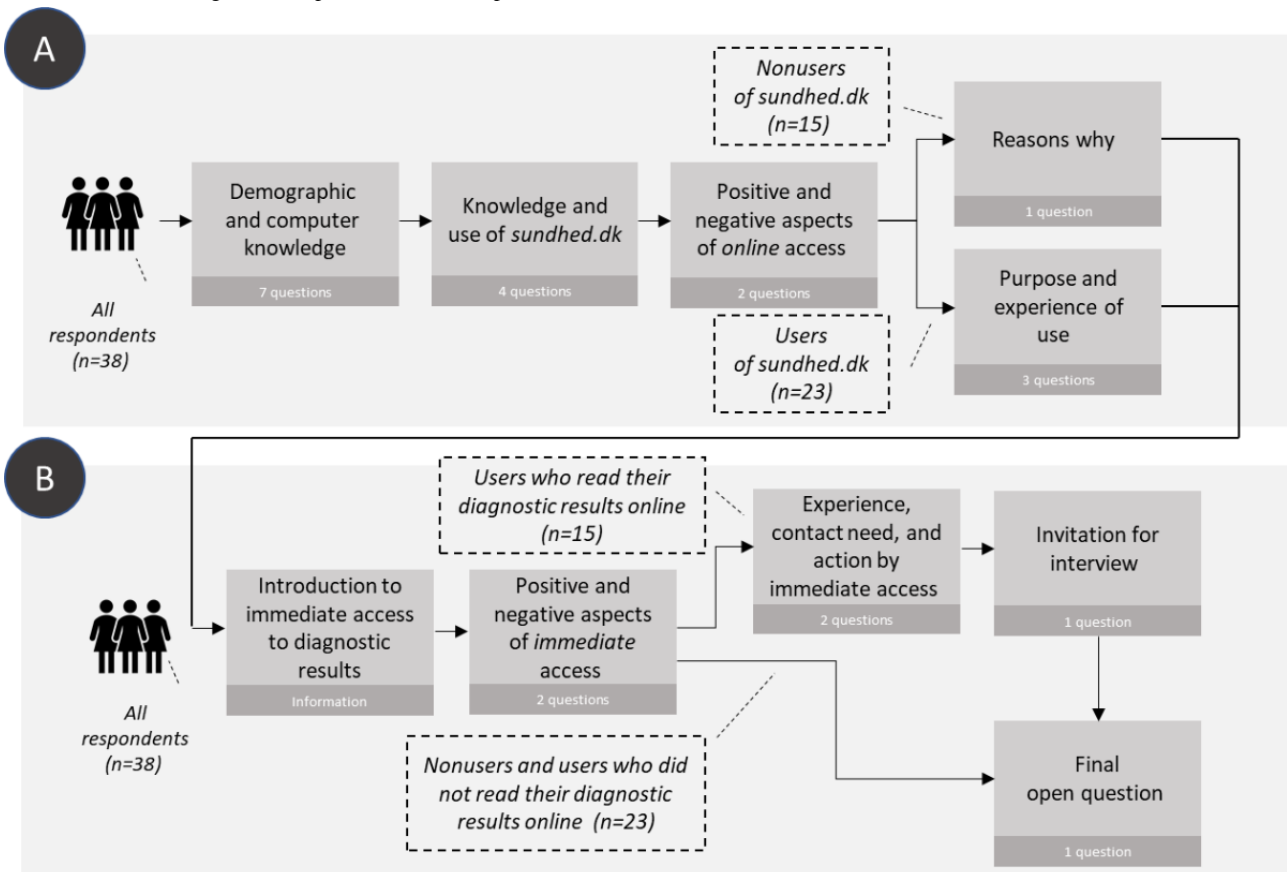 A
Nonusers
of sundhed.dk
(n=15)
Reasons why
1 question
Demographic
and computer
knowledge
7 questions
Knowledge and
use of sundhed.dk
4 questions
Positive and
negative aspects
of online access
2 questions
All
respondents
(n=38)
Users
of sundhed.dk
(n=23)
Purpose and
experience of
use
3 questions
B
Users who read their
diagnostic results online
(n=15)
Experience,
contact need, and
action by
immediate access
2 questions
Invitation for
interview
1 question
Introduction to
immediate access
to diagnostic
results
Information
Positive and
negative aspects
of immediate
access
2 questions
All
respondents
(n=38)
Nonusers and users who did
not read their diagnostic
results online (n=23)
Final
open question
1 question